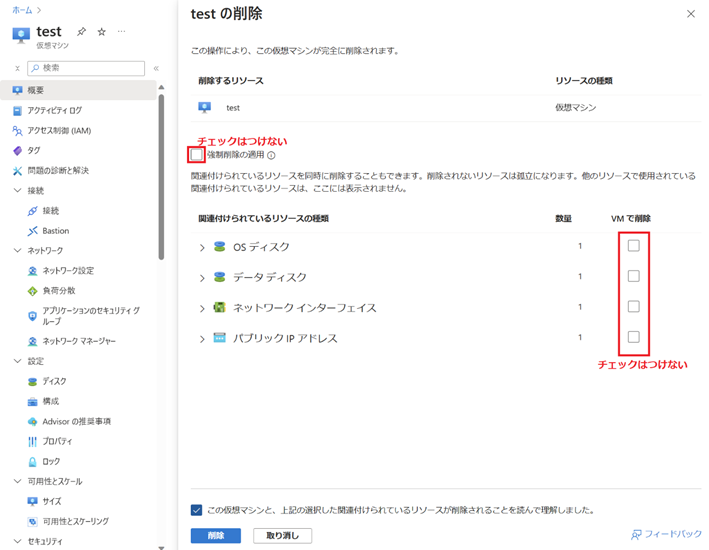 ホーム
test
仮想マシン
検索
概要
アクティビティ ログ
アクセス制御 (IAM)
タグ
問題の診断と解決
接続
接続
Bastion
ネットワーク
ネットワーク設定
負荷分散
アプリケーションのセキュリティ グ
ループ
ネットワーク マネージャー
設定
ディスク
構成
Advisor の推奨事項
プロパティ
ロック
可用性とスケール
サイズ
可用性とスケーリング
セキュリティ
test の削除
この操作により、この仮想マシンが完全に削除されます。
削除するリソース リソースの種類
test 仮想マシン
チェックはつけない
強制削除の適用
関連付けられているリソースを同時に削除することもできます。削除されないリソースは孤立になります。他のリソースで使用されている
関連付けられているリソースは、ここには表示されません。
関連付けられているリソースの種類 数量 VM で削除
OS ディスク 1
データ ディスク 1
ネットワーク インターフェイス 1
パブリック IP アドレス 1
チェックはつけない
この仮想マシンと、上記の選択した関連付けられているリソースが削除されることを読んで理解しました。
削除 取り消し
フィードバック